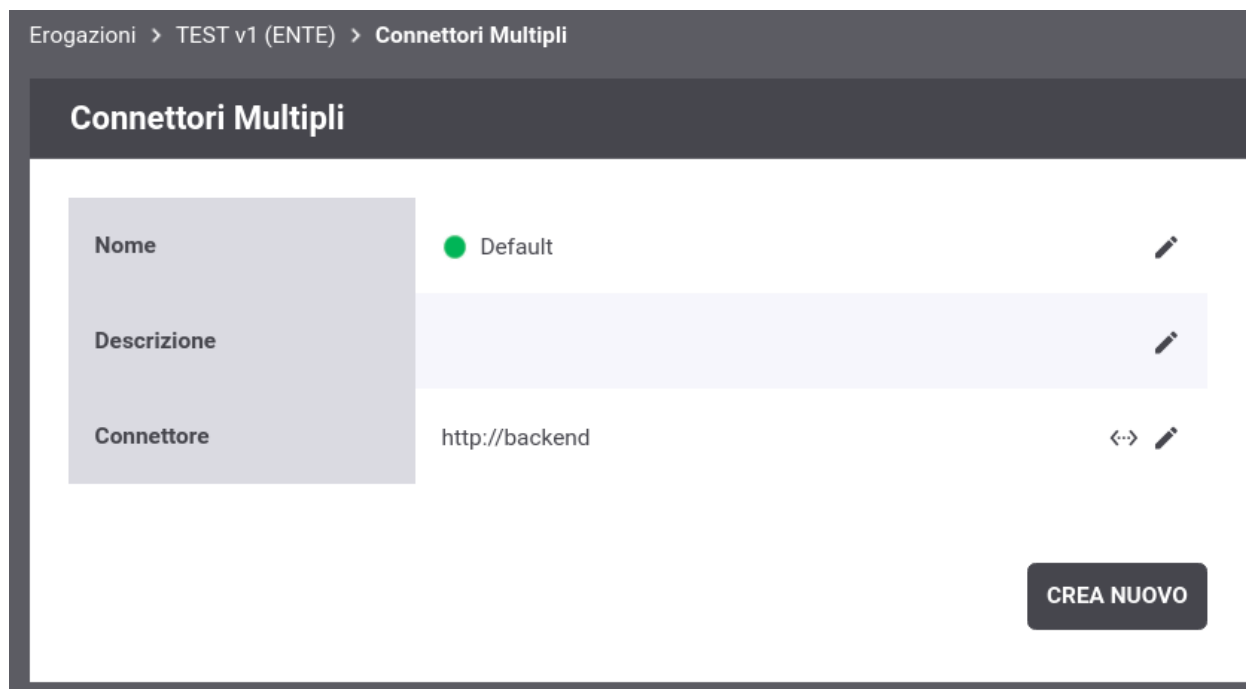 Erogazioni > TEST v1 (ENTE) > Connettori Multipli
Connettori Multipli
Nome Default
Descrizione
Connettore http://backend
CREA NUOVO